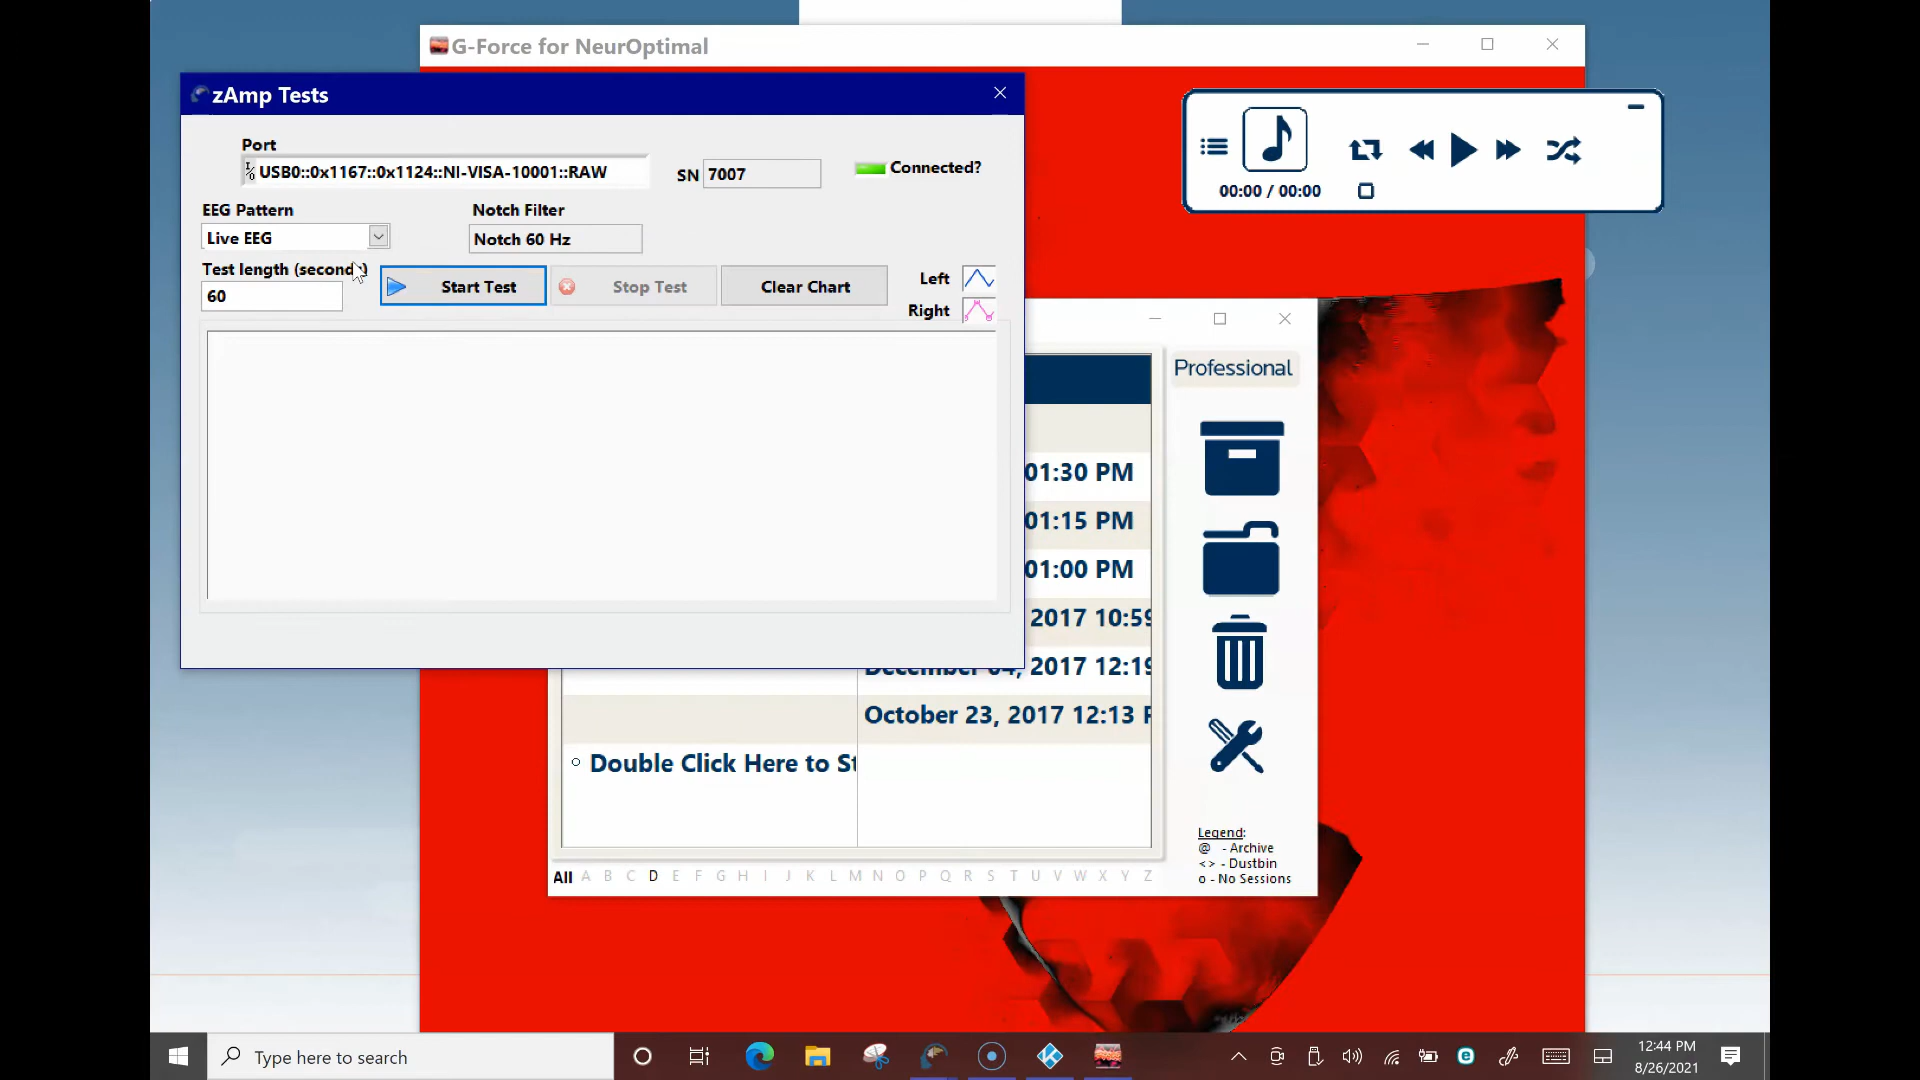 G-Force for NeurOptimal
zAmp Tests
Port
USB0::0x1167::0x1124::NI-VISA-10001::RAW
SN 7007
Connected?
EEG Pattern
Live EEG
Notch Filter
Notch 60 Hz
Test length (seconds)
60
Start Test
Stop Test
Clear Chart
Left
Right
00:00 / 00:00
Professional
01:30 PM
01:15 PM
01:00 PM
2017 10:59
December 04, 2017 12:19
October 23, 2017 12:13 P
o Double Click Here to St
Legend:
@ - Archive
<> - Dustbin
o - No Sessions
All A B C D E F G H I J K L M N O P Q R S T U V W X Y Z
Type here to search
12:44 PM
8/26/2021